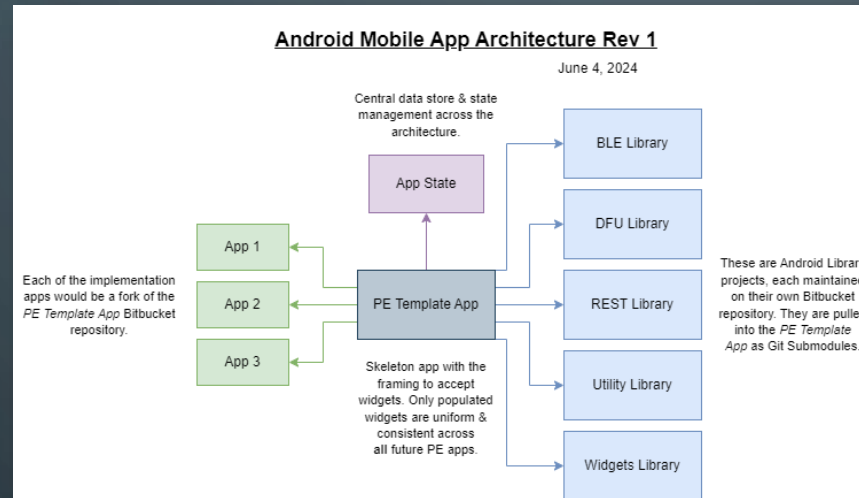 Android Mobile App Architecture Rev 1
June 4, 2024
Central data store & state
management across the
architecture.
App State
BLE Library
DFU Library
REST Library
Utility Library
Widgets Library
App 1
App 2
App 3
PE Template App
Each of the implementation
apps would be a fork of the
PE Template App Bitbucket
repository.
Skeleton app with the
framing to accept
widgets. Only populated
widgets are uniform &
consistent across
all future PE apps.
These are Android Librar
projects, each maintaine
on their own Bitbucket
repository. They are pulle
into the PE Template
App as Git Submodules.